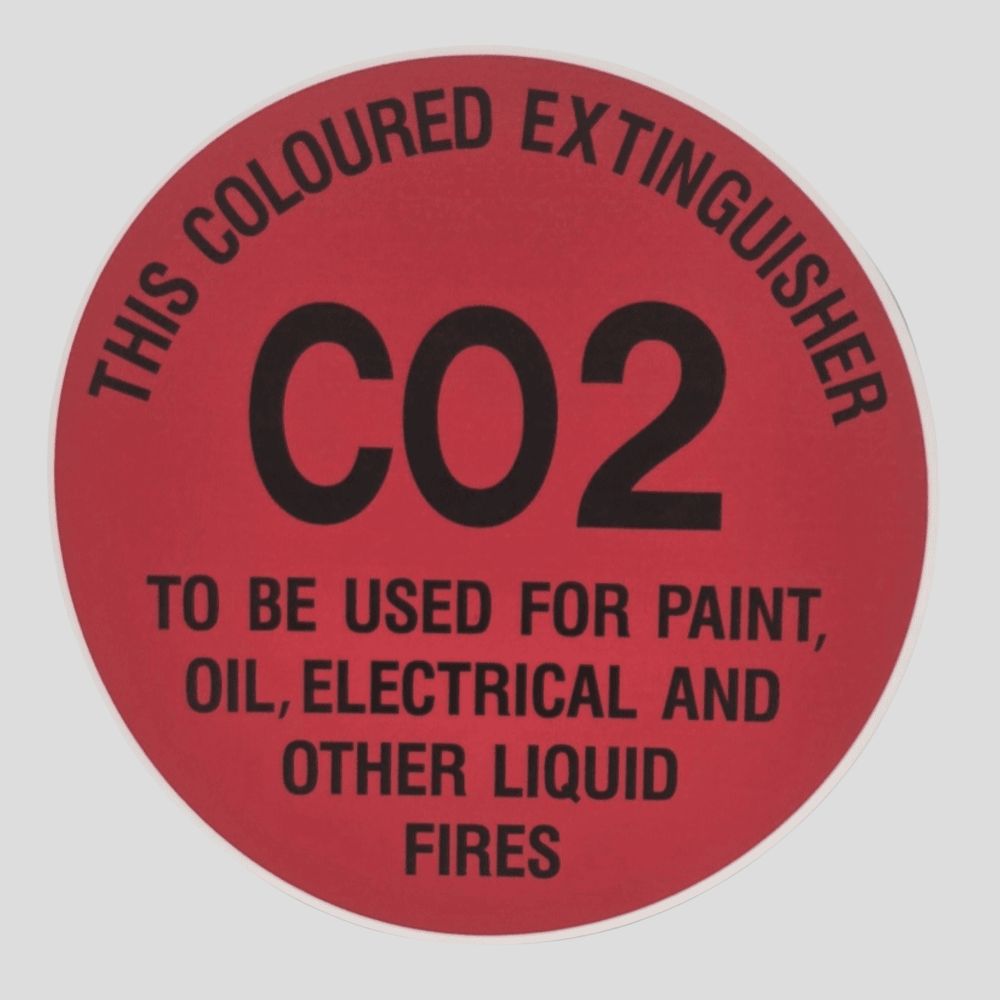 THIS COLOURED EXTINGUISHER
CO2
TO BE USED FOR PAINT,
OIL, ELECTRICAL AND
OTHER LIQUID
FIRES